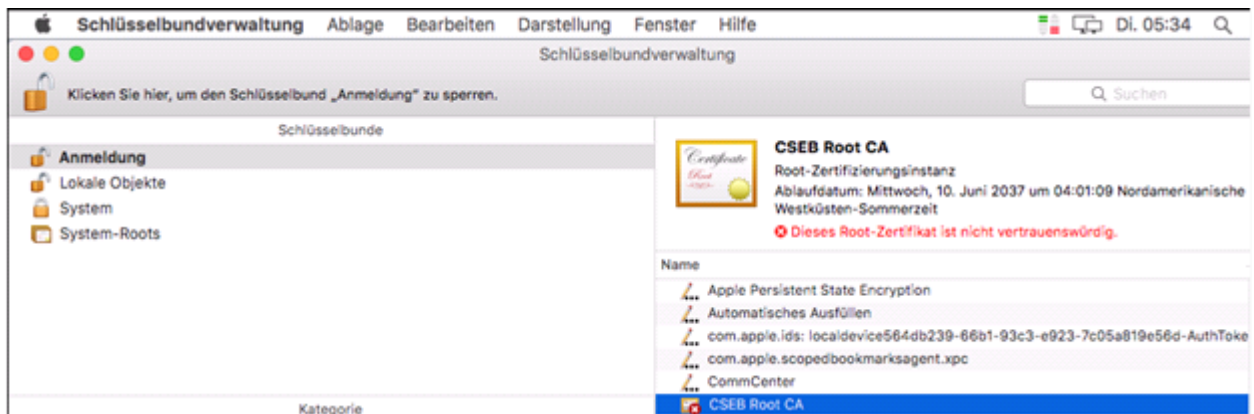 Schlüsselbundverwaltung Ablage Bearbeiten Darstellung Fenster Hilfe Di. 05:34
Schlüsselbundverwaltung
Klicken Sie hier, um den Schlüsselbund „Anmeldung“ zu sperren.
Suchen
Schlüsselbunde
Anmeldung
Lokale Objekte
System
System-Roots
Kategorie
CSEB Root CA
Root-Zertifizierungsinstanz
Ablaufdatum: Mittwoch, 10. Juni 2037 um 04:01:09 Nordamerikanische
Westküsten-Sommerzeit
Dieses Root-Zertifikat ist nicht vertrauenswürdig.
Name
Apple Persistent State Encryption
Automatisches Ausfüllen
com.apple.ids: localdevice564db239-66b1-93c3-e923-7c05a819e56d-AuthToke
com.apple.scopedbookmarksagent.xpc
CommCenter
CSEB Root CA